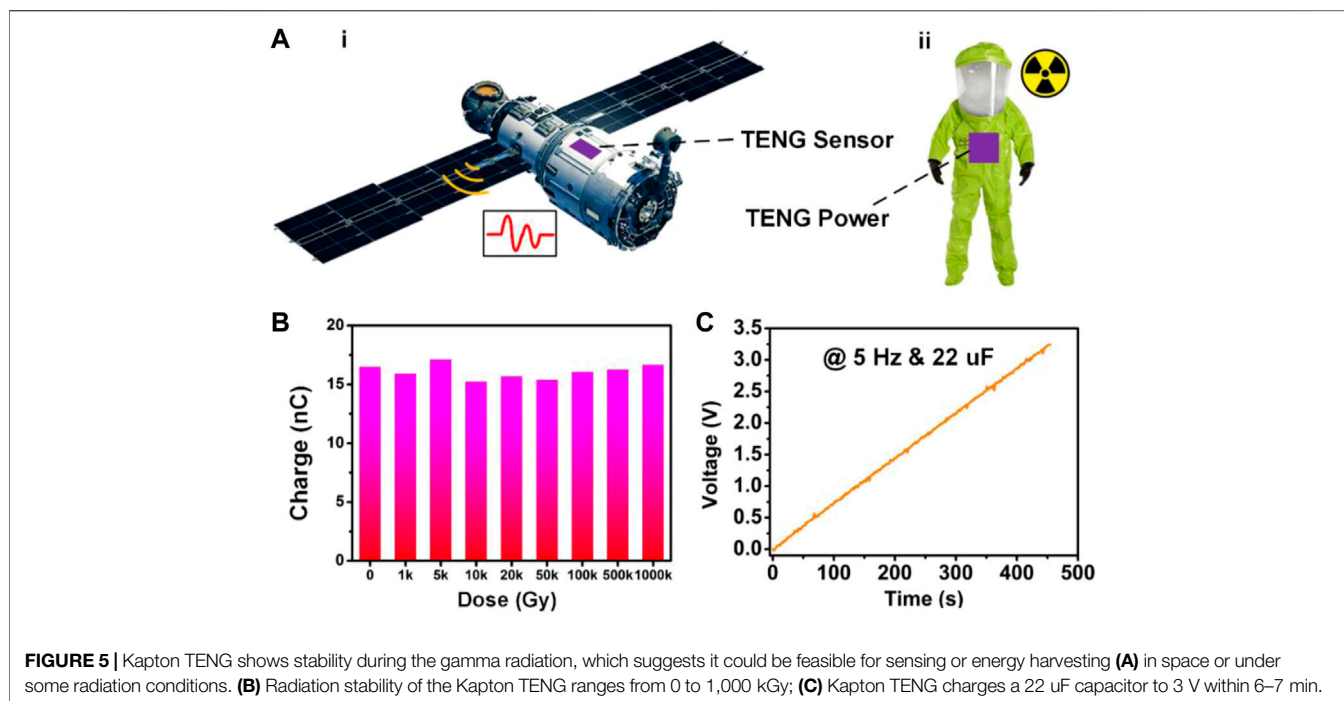 A i ii
TENG Sensor
TENG Power
B
20
15
10
5
0
Charge (nC)
0 1k 5k 10k 20k 50k 100k 500k 1000k
Dose (Gy)
C
3.5
3.0
2.5
2.0
1.5
1.0
0.5
0.0
Voltage (V)
@ 5 Hz & 22 uF
0 100 200 300 400 500
Time (s)
FIGURE 5 | Kapton TENG shows stability during the gamma radiation, which suggests it could be feasible for sensing or energy harvesting (A) in space or under
some radiation conditions. (B) Radiation stability of the Kapton TENG ranges from 0 to 1,000 kGy; (C) Kapton TENG charges a 22 uF capacitor to 3 V within 6–7 min.